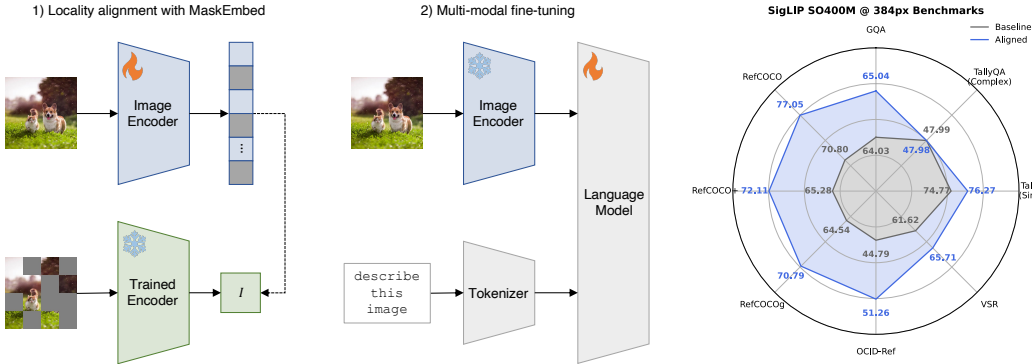 1) Locality alignment with MaskEmbed
Image
Encoder
...
Trained
Encoder
I
2) Multi-modal fine-tuning
Image
Encoder
Language
Model
describe
this
image
Tokenizer
SigLIP SO400M @ 384px Benchmarks
Baseline
Aligned
GQA
TallyQA
(Complex)
RefCOCO
65.04
77.05
47.99
47.98
70.80
64.03
RefCOCO+
72.11
65.28
74.77
76.27
Tal
(Sir
64.54
61.62
44.79
65.71
70.79
51.26
RefCOCOg
VSR
OCID-Ref